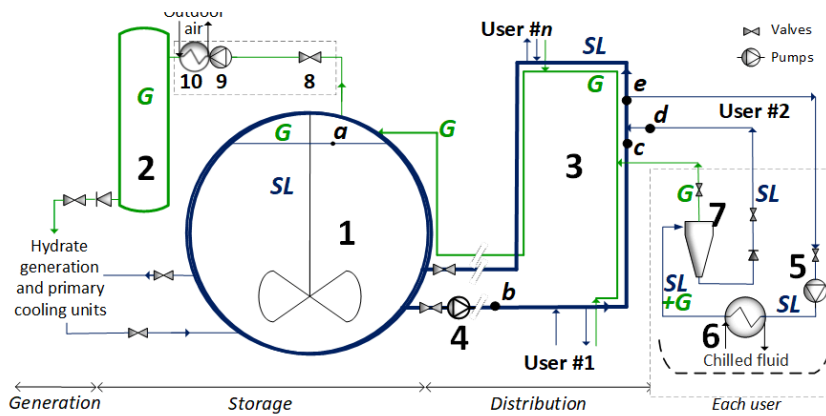 Outdoor
air
10
9
8
G
2
G
a
SL
1
Hydrate
generation
and primary
cooling units
4
b
User #1
User #n
SL
G
G
3
e
User #2
d
c
Valves
Pumps
G
7
SL
SL
+G
6
SL
5
Chilled fluid
Generation
Storage
Distribution
Each user